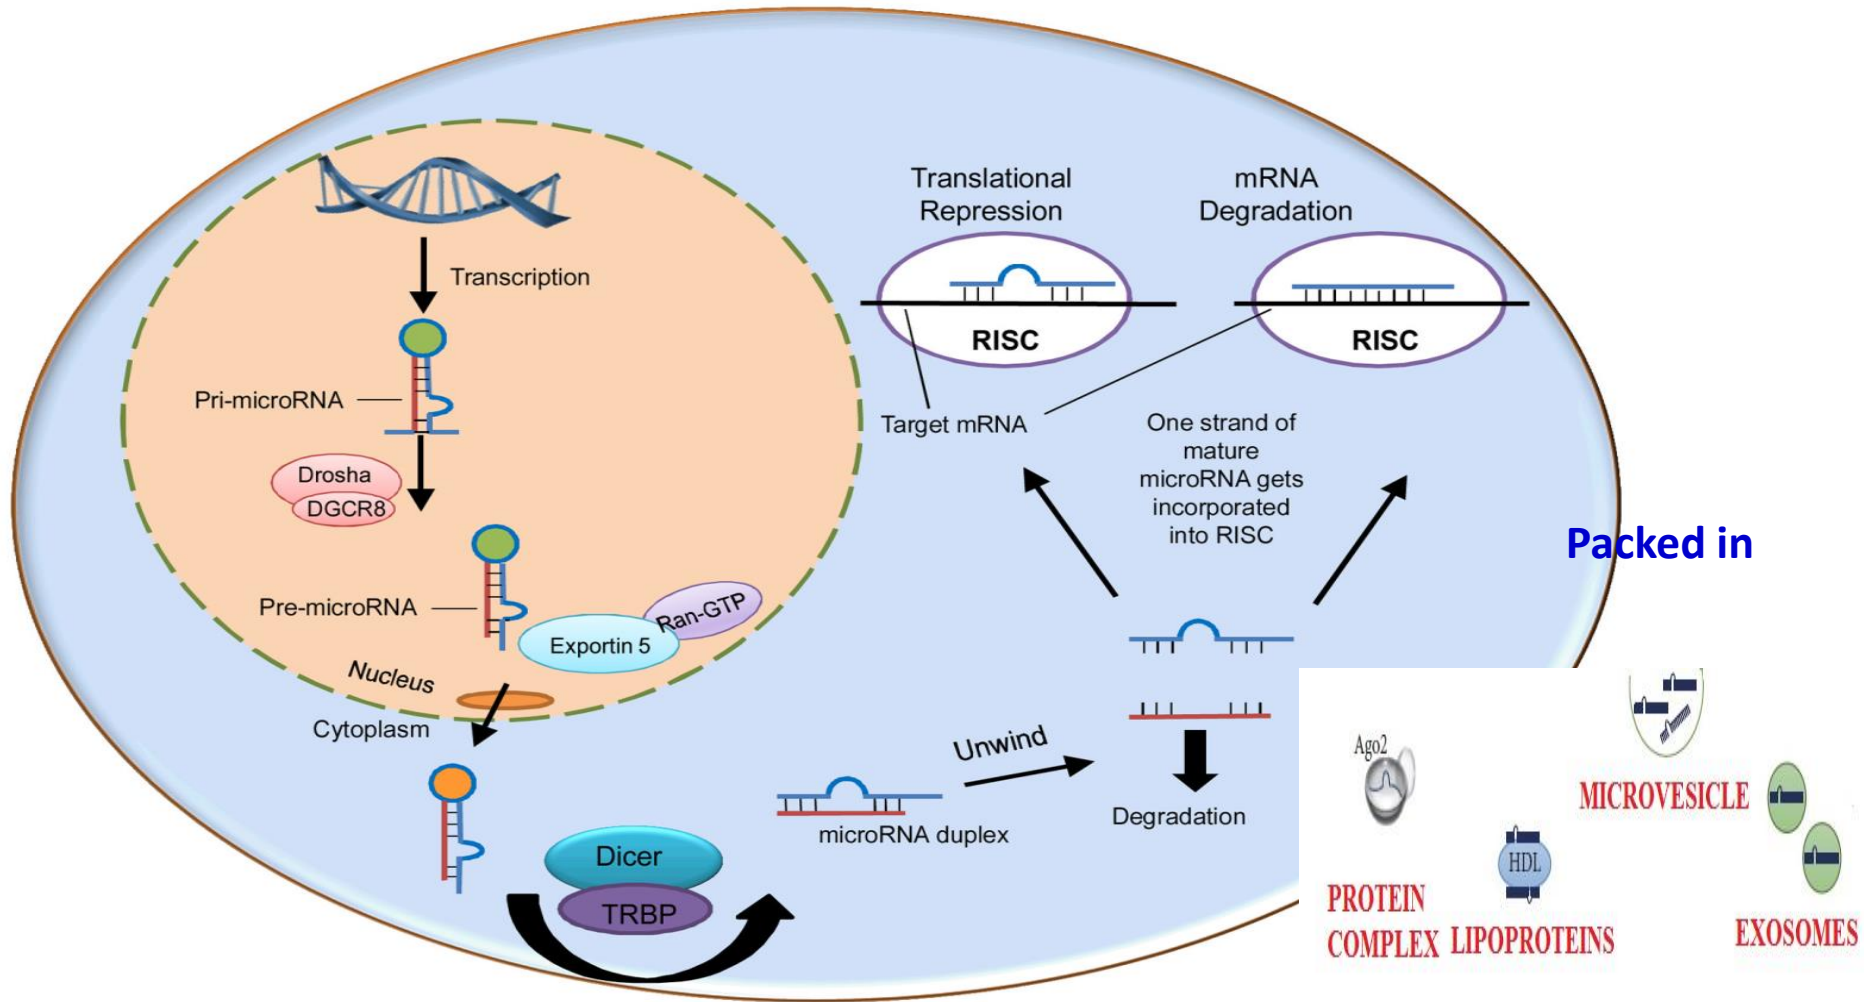 Translational
Repression
mRNA
Degradation
Transcription
RISC
RISC
Pri-microRNA
Target mRNA
One strand of
mature
microRNA gets
incorporated
into RISC
Drosha
DGCR8
Packed in
Pre-microRNA
Ran-GTP
Exportin 5
Nucleus
Cytoplasm
Unwind
microRNA duplex
Degradation
Dicer
TRBP
Ago2
MICROVESICLE
HDL
PROTEIN
COMPLEX
LIPOPROTEINS
EXOSOMES